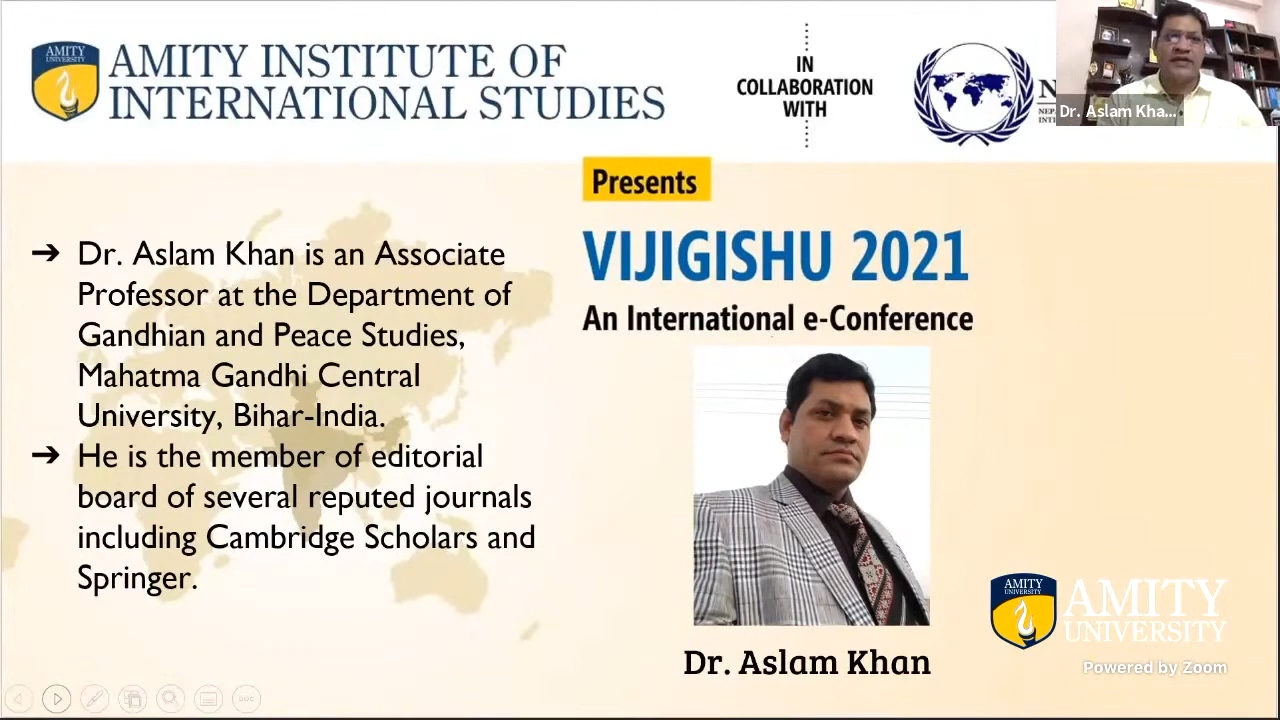 AMITY
UNIVERSITY
AMITY INSTITUTE OF
INTERNATIONAL STUDIES
IN
COLLABORATION
WITH
N
NEP
INT
Dr. Aslam Kha...
Presents
VIJIGISHU 2021
An International e-Conference
➔ Dr. Aslam Khan is an Associate
Professor at the Department of
Gandhian and Peace Studies,
Mahatma Gandhi Central
University, Bihar-India.
➔ He is the member of editorial
board of several reputed journals
including Cambridge Scholars and
Springer.
Dr. Aslam Khan
AMITY
UNIVERSITY
AMITY
UNIVERSITY
Powered by Zoom